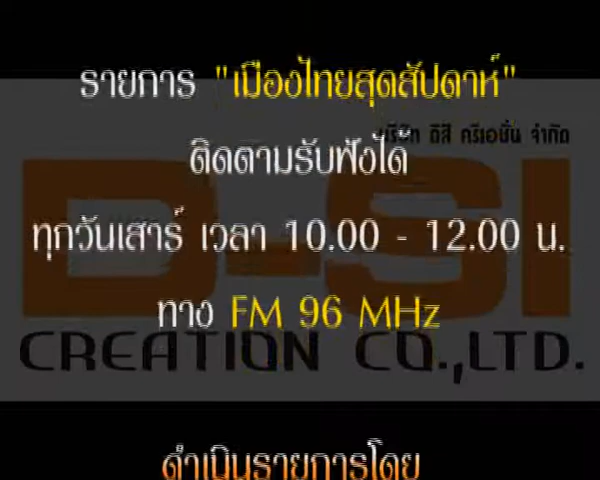 รายการ "เมืองไทยสุดสัปดาห์"
บริษัท ดีสี ครีเอชั่น จำกัด
ติดตามรับฟังได้
ทุกวันเสาร์ เวลา 10.00 - 12.00 น.
D-SI
ทาง FM 96 MHz
CREATION CO.,LTD.
ดำเนินรายการโดย